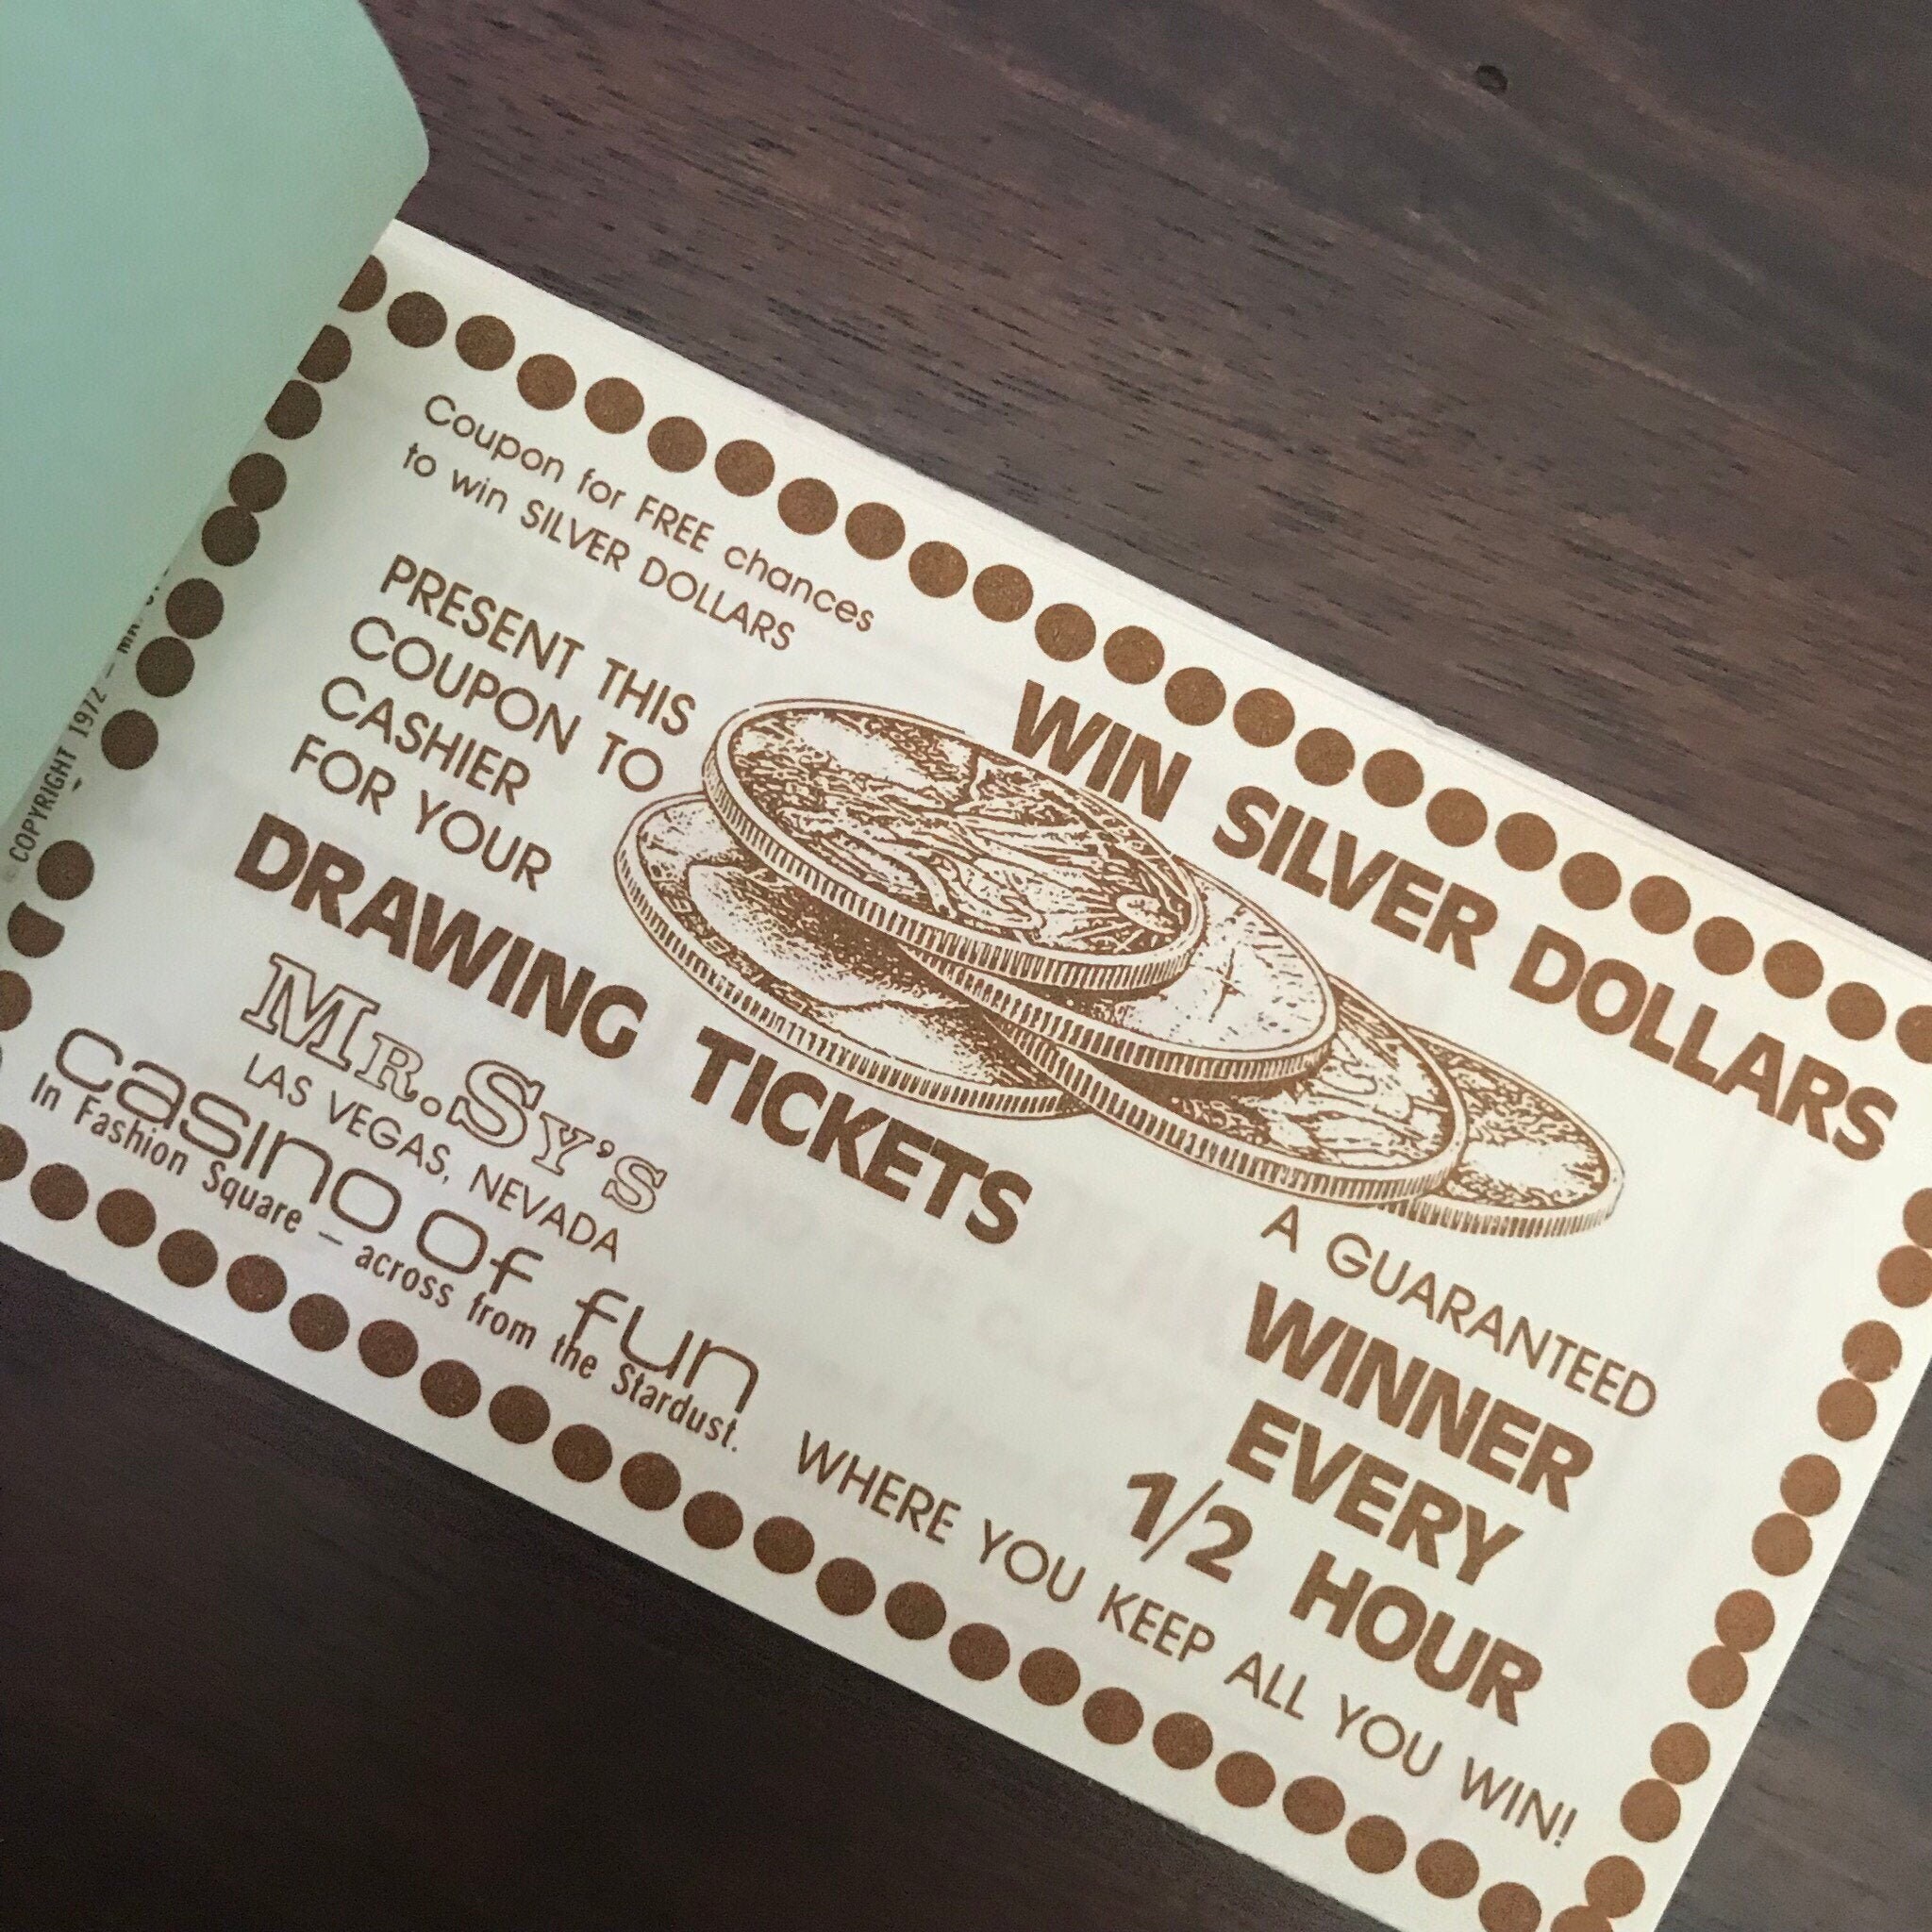 Coupon for FREE chances
to win SILVER DOLLARS
PRESENT THIS
COUPON TO
CASHIER
FOR YOUR
DRAWING TICKETS
MR. SY'S
LAS VEGAS, NEVADA
casino of fun
In Fashion Square – across from the Stardust.
WIN SILVER DOLLARS
A GUARANTEED
WINNER
EVERY
1/2 HOUR
WHERE YOU KEEP ALL YOU WIN!
© COPYRIGHT 1972 – MR.